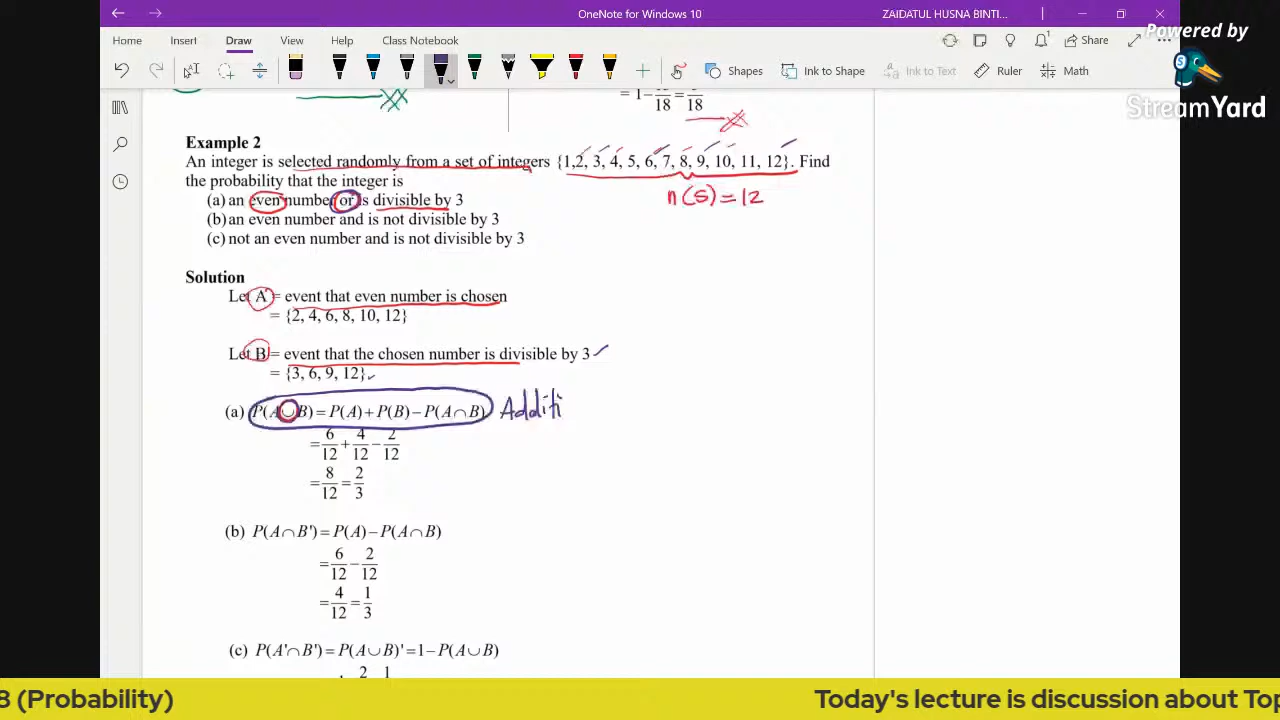 OneNote for Windows 10
ZAIDATUL HUSNA BINTI...
Powered by
StreamYard
Home Insert Draw View Help Class Notebook
Share
Shapes Ink to Shape Ink to Text Ruler Math
= 1 − /18 = /18
Example 2
An integer is selected randomly from a set of integers {1,2, 3, 4, 5, 6, 7, 8, 9, 10, 11, 12}. Find
the probability that the integer is
n(S) = 12
(a) an even number or is divisible by 3
(b) an even number and is not divisible by 3
(c) not an even number and is not divisible by 3
Solution
Let A = event that even number is chosen
= {2, 4, 6, 8, 10, 12}
Let B = event that the chosen number is divisible by 3
= {3, 6, 9, 12}
(a) P(A∪B) = P(A) + P(B) − P(A∩B) Additi
= 6/12 + 4/12 − 2/12
= 8/12 = 2/3
(b) P(A∩B') = P(A) − P(A∩B)
= 6/12 − 2/12
= 4/12 = 1/3
(c) P(A'∩B') = P(A∪B)' = 1 − P(A∪B)
2 1
8 (Probability) Today's lecture is discussion about Top